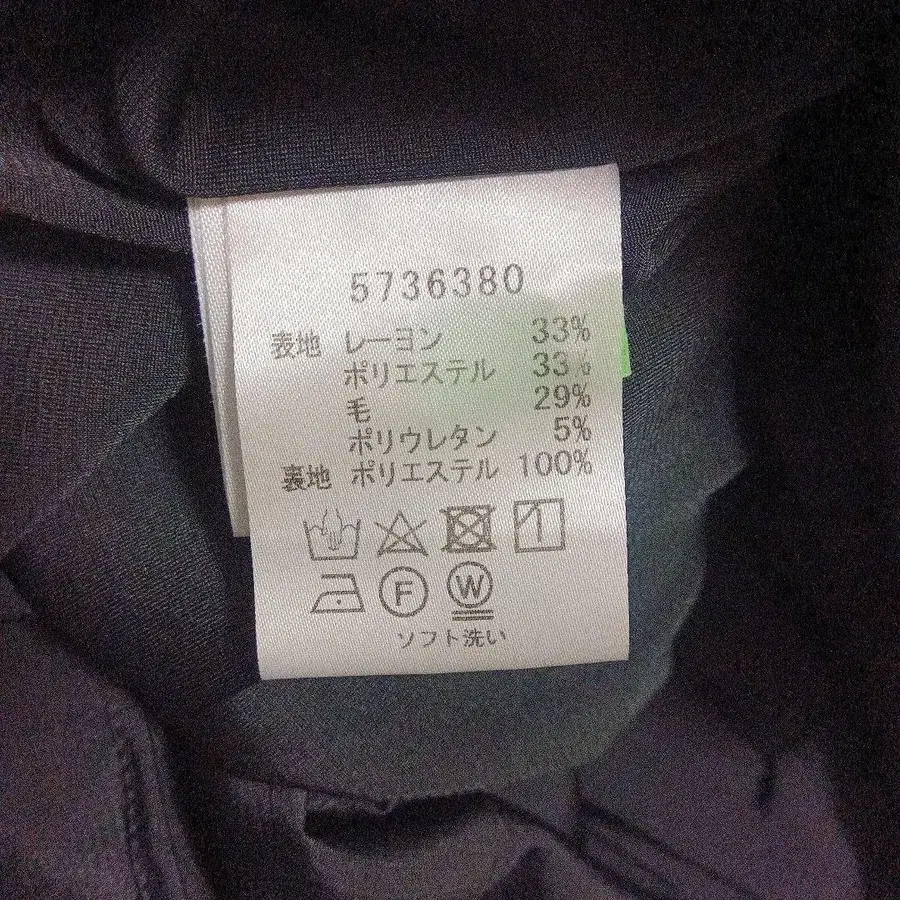 5736380
表地 レーヨン 33%
ポリエステル 33%
毛 29%
ポリウレタン 5%
裏地 ポリエステル 100%
F W
ソフト洗い